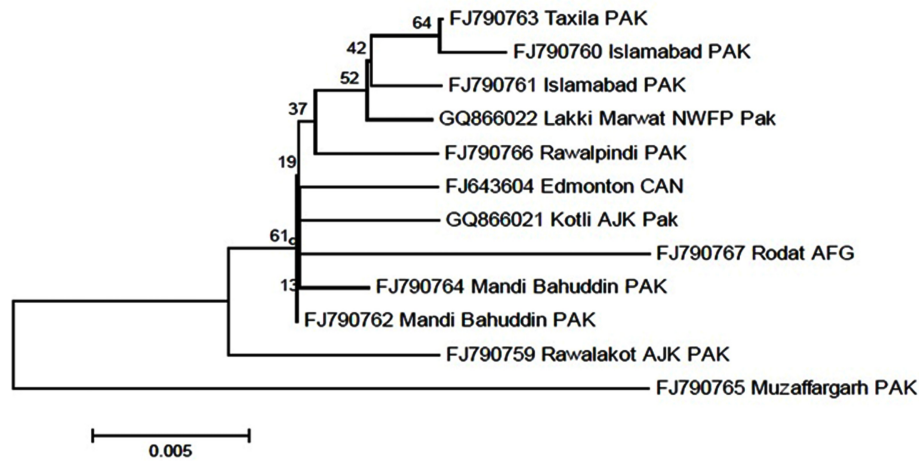 64
FJ790763 Taxila PAK
42
FJ790760 Islamabad PAK
52
FJ790761 Islamabad PAK
37
GQ866022 Lakki Marwat NWFP Pak
FJ790766 Rawalpindi PAK
19
FJ643604 Edmonton CAN
GQ866021 Kotli AJK Pak
61
FJ790767 Rodat AFG
13
FJ790764 Mandi Bahuddin PAK
FJ790762 Mandi Bahuddin PAK
FJ790759 Rawalakot AJK PAK
FJ790765 Muzaffargarh PAK
0.005